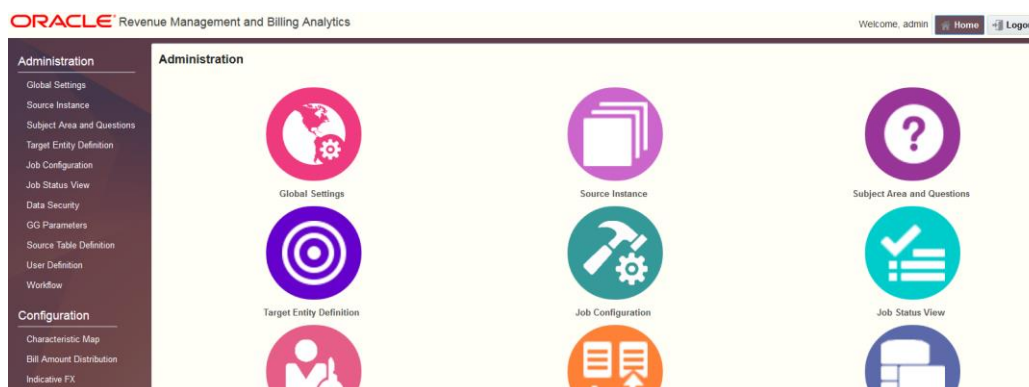 ORACLE Revenue Management and Billing Analytics
Welcome, admin Home
Administration
Global Settings
Source Instance
Subject Area and Questions
Target Entity Definition
Job Configuration
Job Status View
Data Security
GG Parameters
Source Table Definition
User Definition
Workflow
Configuration
Characteristic Map
Bill Amount Distribution
Indicative FX
Administration
Global Settings
Source Instance
Subject Area and Questions
Target Entity Definition
Job Configuration
Job Status View